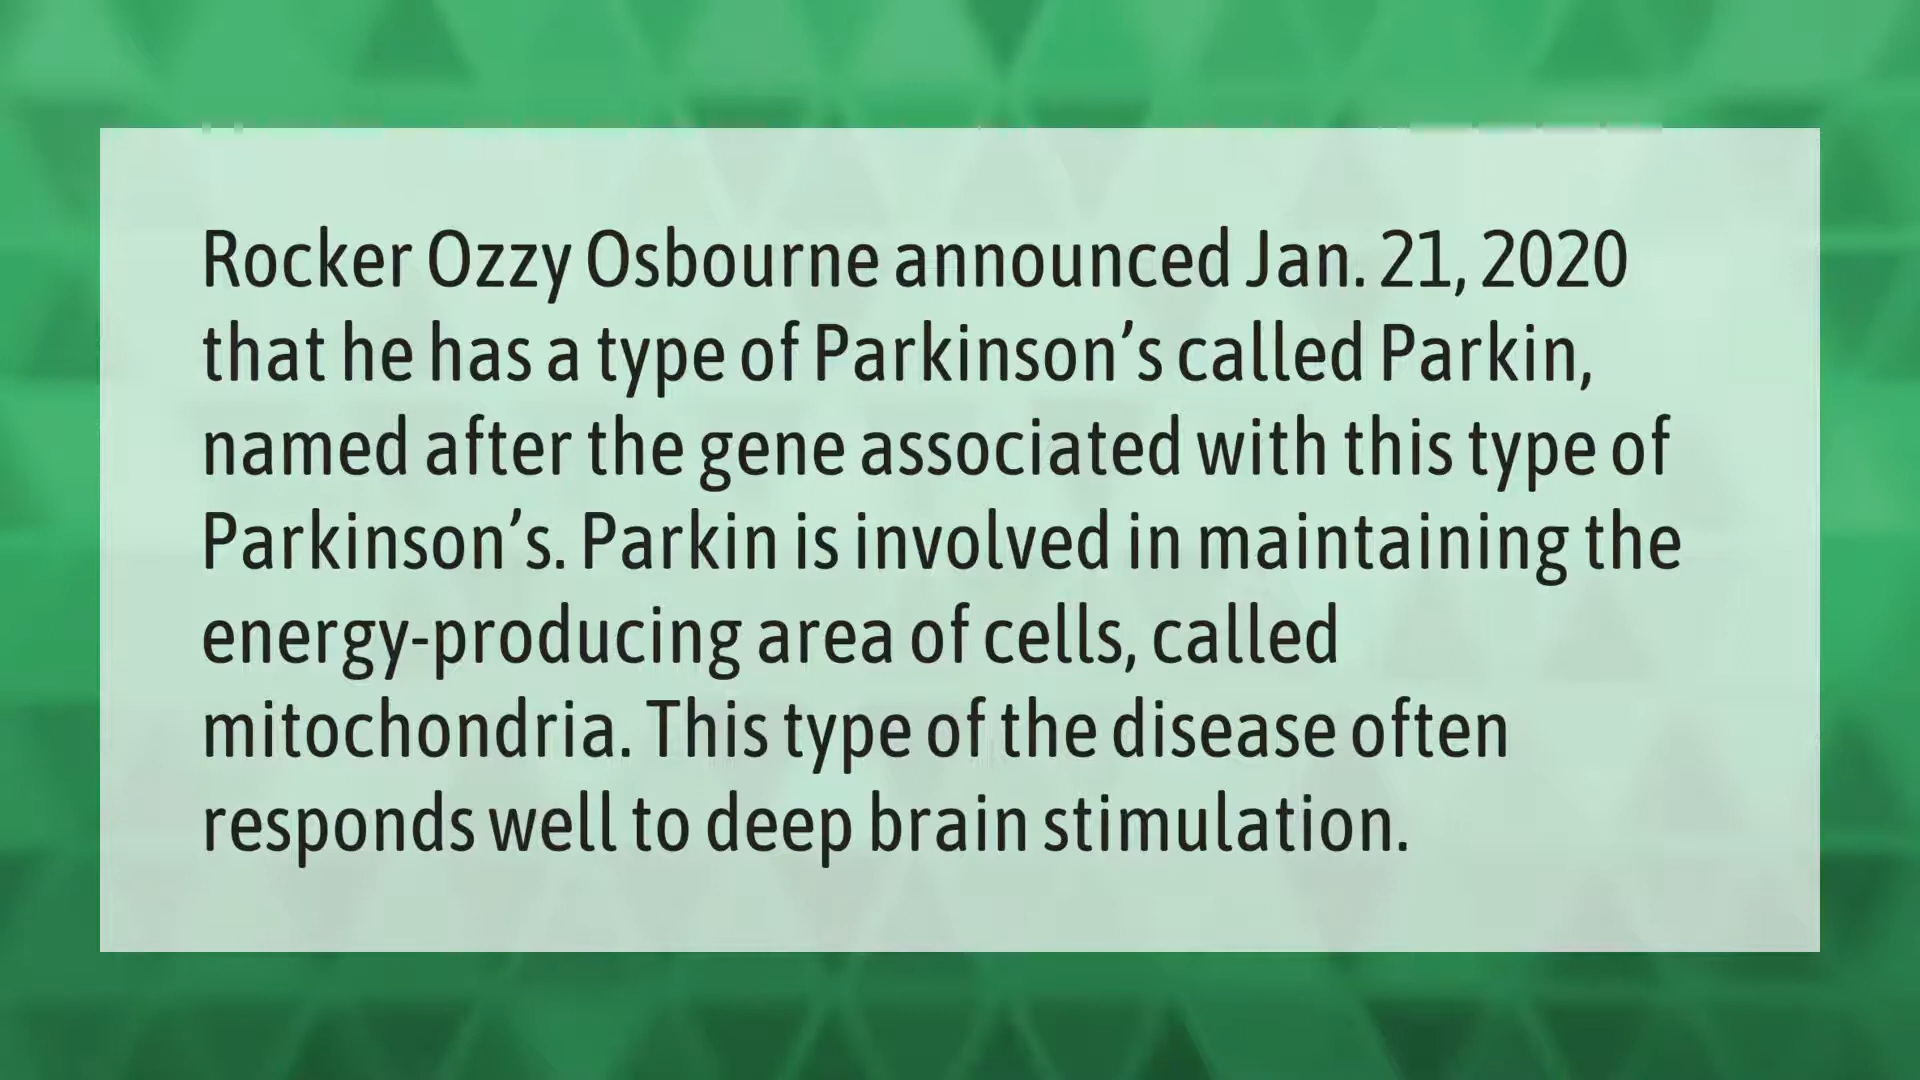 Rocker Ozzy Osbourne announced Jan. 21, 2020
that he has a type of Parkinson’s called Parkin,
named after the gene associated with this type of
Parkinson’s. Parkin is involved in maintaining the
energy-producing area of cells, called
mitochondria. This type of the disease often
responds well to deep brain stimulation.